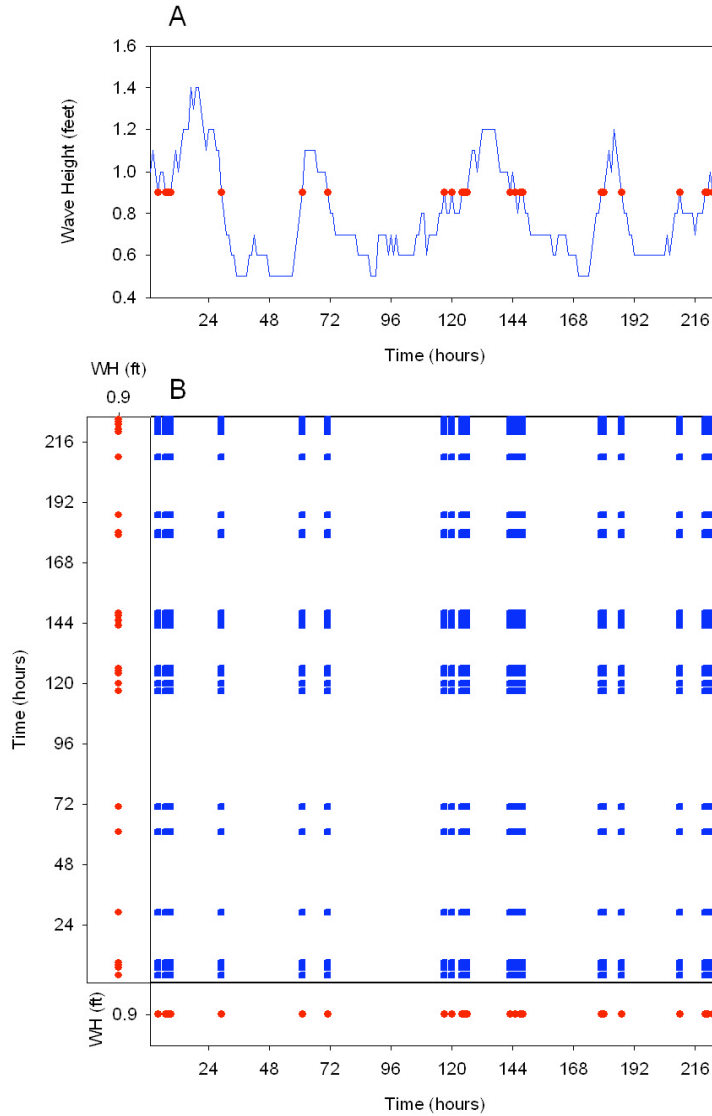 A
1.6
1.4
1.2
1.0
0.8
0.6
0.4
Wave Height (feet)
24 48 72 96 120 144 168 192 216
Time (hours)
WH (ft)
0.9
B
216
192
168
144
120
96
72
48
24
Time (hours)
WH (ft)
0.9
24 48 72 96 120 144 168 192 216
Time (hours)